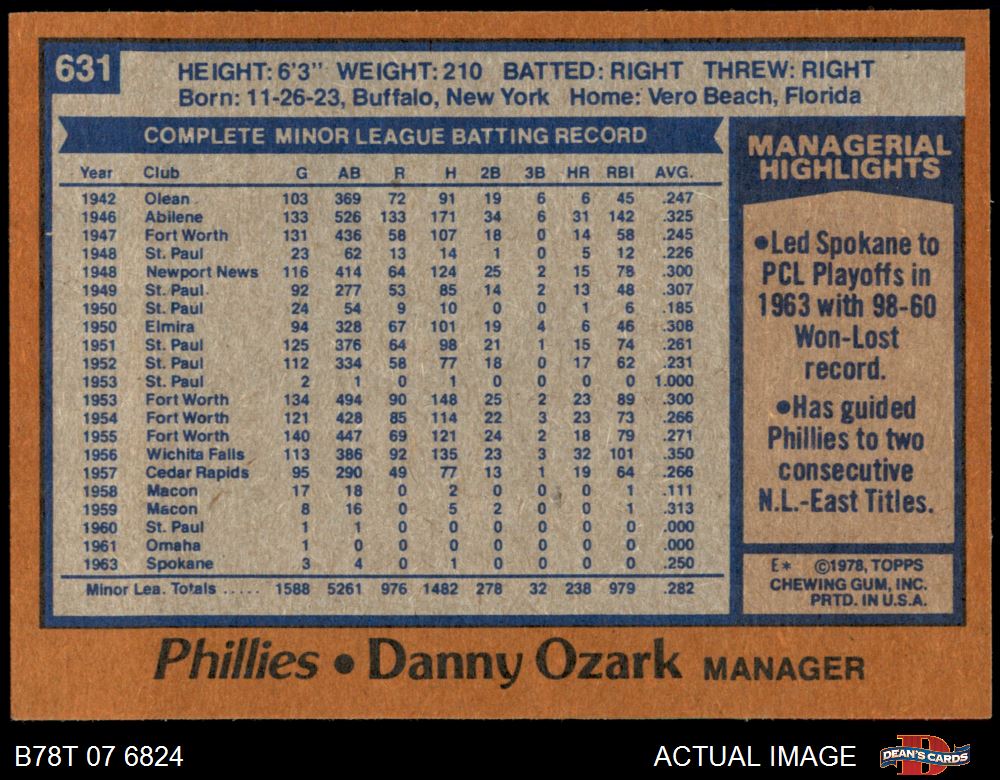 631
HEIGHT: 6'3" WEIGHT: 210 BATTED: RIGHT THREW: RIGHT
Born: 11-26-23, Buffalo, New York Home: Vero Beach, Florida
COMPLETE MINOR LEAGUE BATTING RECORD
Year Club G AB R H 2B 3B HR RBI AVG.
1942 Olean 103 369 72 91 19 6 6 45 .247
1946 Abilene 133 526 133 171 34 6 31 142 .325
1947 Fort Worth 131 436 58 107 18 0 14 58 .245
1948 St. Paul 23 62 13 14 1 0 5 12 .226
1948 Newport News 116 414 64 124 25 2 15 78 .300
1949 St. Paul 92 277 53 85 14 2 13 48 .307
1950 St. Paul 24 54 9 10 0 0 1 6 .185
1950 Elmira 94 328 67 101 19 4 6 46 .308
1951 St. Paul 125 376 64 98 21 1 15 74 .261
1952 St. Paul 112 334 58 77 18 0 17 62 .231
1953 St. Paul 2 1 0 1 0 0 0 0 1.000
1953 Fort Worth 134 494 90 148 25 2 23 89 .300
1954 Fort Worth 121 428 85 114 22 3 23 73 .266
1955 Fort Worth 140 447 69 121 24 2 18 79 .271
1956 Wichita Falls 113 386 92 135 23 3 32 101 .350
1957 Cedar Rapids 95 290 49 77 13 1 19 64 .266
1958 Macon 17 18 0 2 0 0 0 1 .111
1959 Macon 8 16 0 5 2 0 0 1 .313
1960 St. Paul 1 1 0 0 0 0 0 0 .000
1961 Omaha 1 0 0 0 0 0 0 0 .000
1963 Spokane 3 4 0 1 0 0 0 0 .250
Minor Lea. Totals ..... 1588 5261 976 1482 278 32 238 979 .282
MANAGERIAL
HIGHLIGHTS
•Led Spokane to
PCL Playoffs in
1963 with 98-60
Won-Lost
record.
•Has guided
Phillies to two
consecutive
N.L.-East Titles.
E* ©1978, TOPPS
CHEWING GUM, INC.
PRTD. IN U.S.A.
Phillies • Danny Ozark MANAGER
B78T 07 6824
ACTUAL IMAGE
DEAN'S CARDS